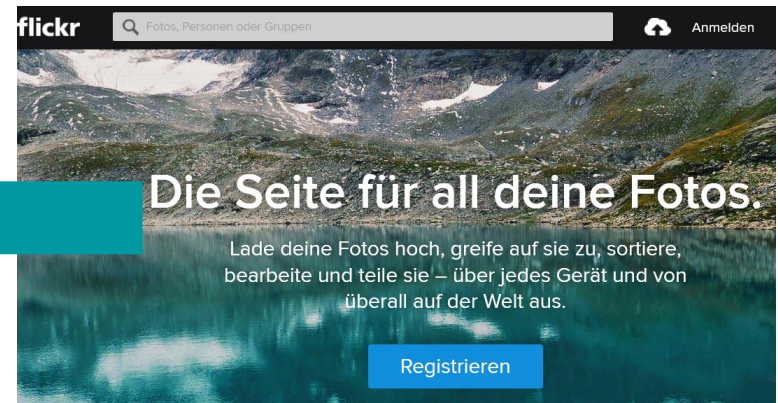 flickr Fotos, Personen oder Gruppen Anmelden
Die Seite für all deine Fotos.
Lade deine Fotos hoch, greife auf sie zu, sortiere,
bearbeite und teile sie – über jedes Gerät und von
überall auf der Welt aus.
Registrieren